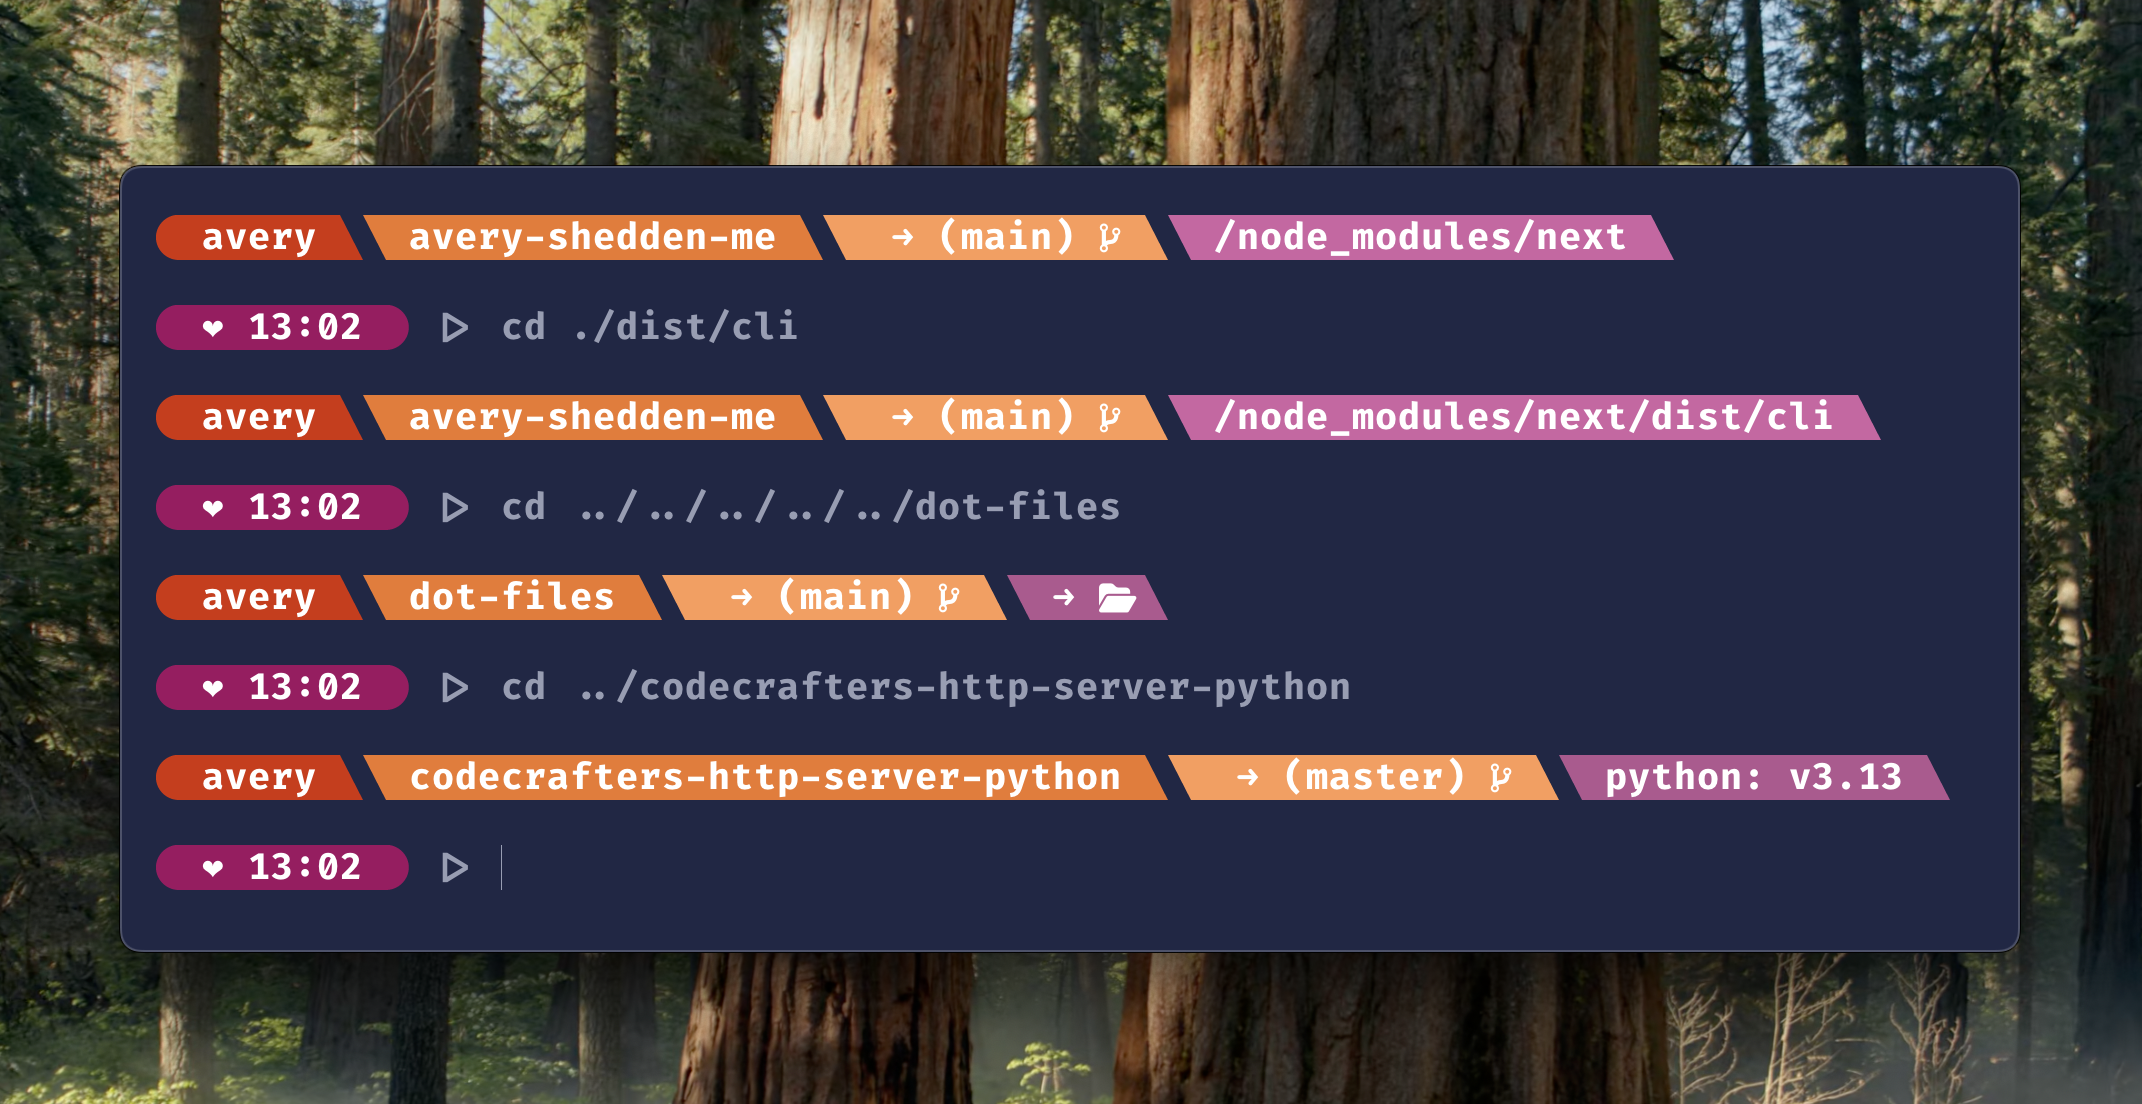 avery avery-shedden-me → (main) /node_modules/next
❤ 13:02 ▷ cd ./dist/cli
avery avery-shedden-me → (main) /node_modules/next/dist/cli
❤ 13:02 ▷ cd ../../../../../dot-files
avery dot-files → (main) →
❤ 13:02 ▷ cd ../codecrafters-http-server-python
avery codecrafters-http-server-python → (master) python: v3.13
❤ 13:02 ▷